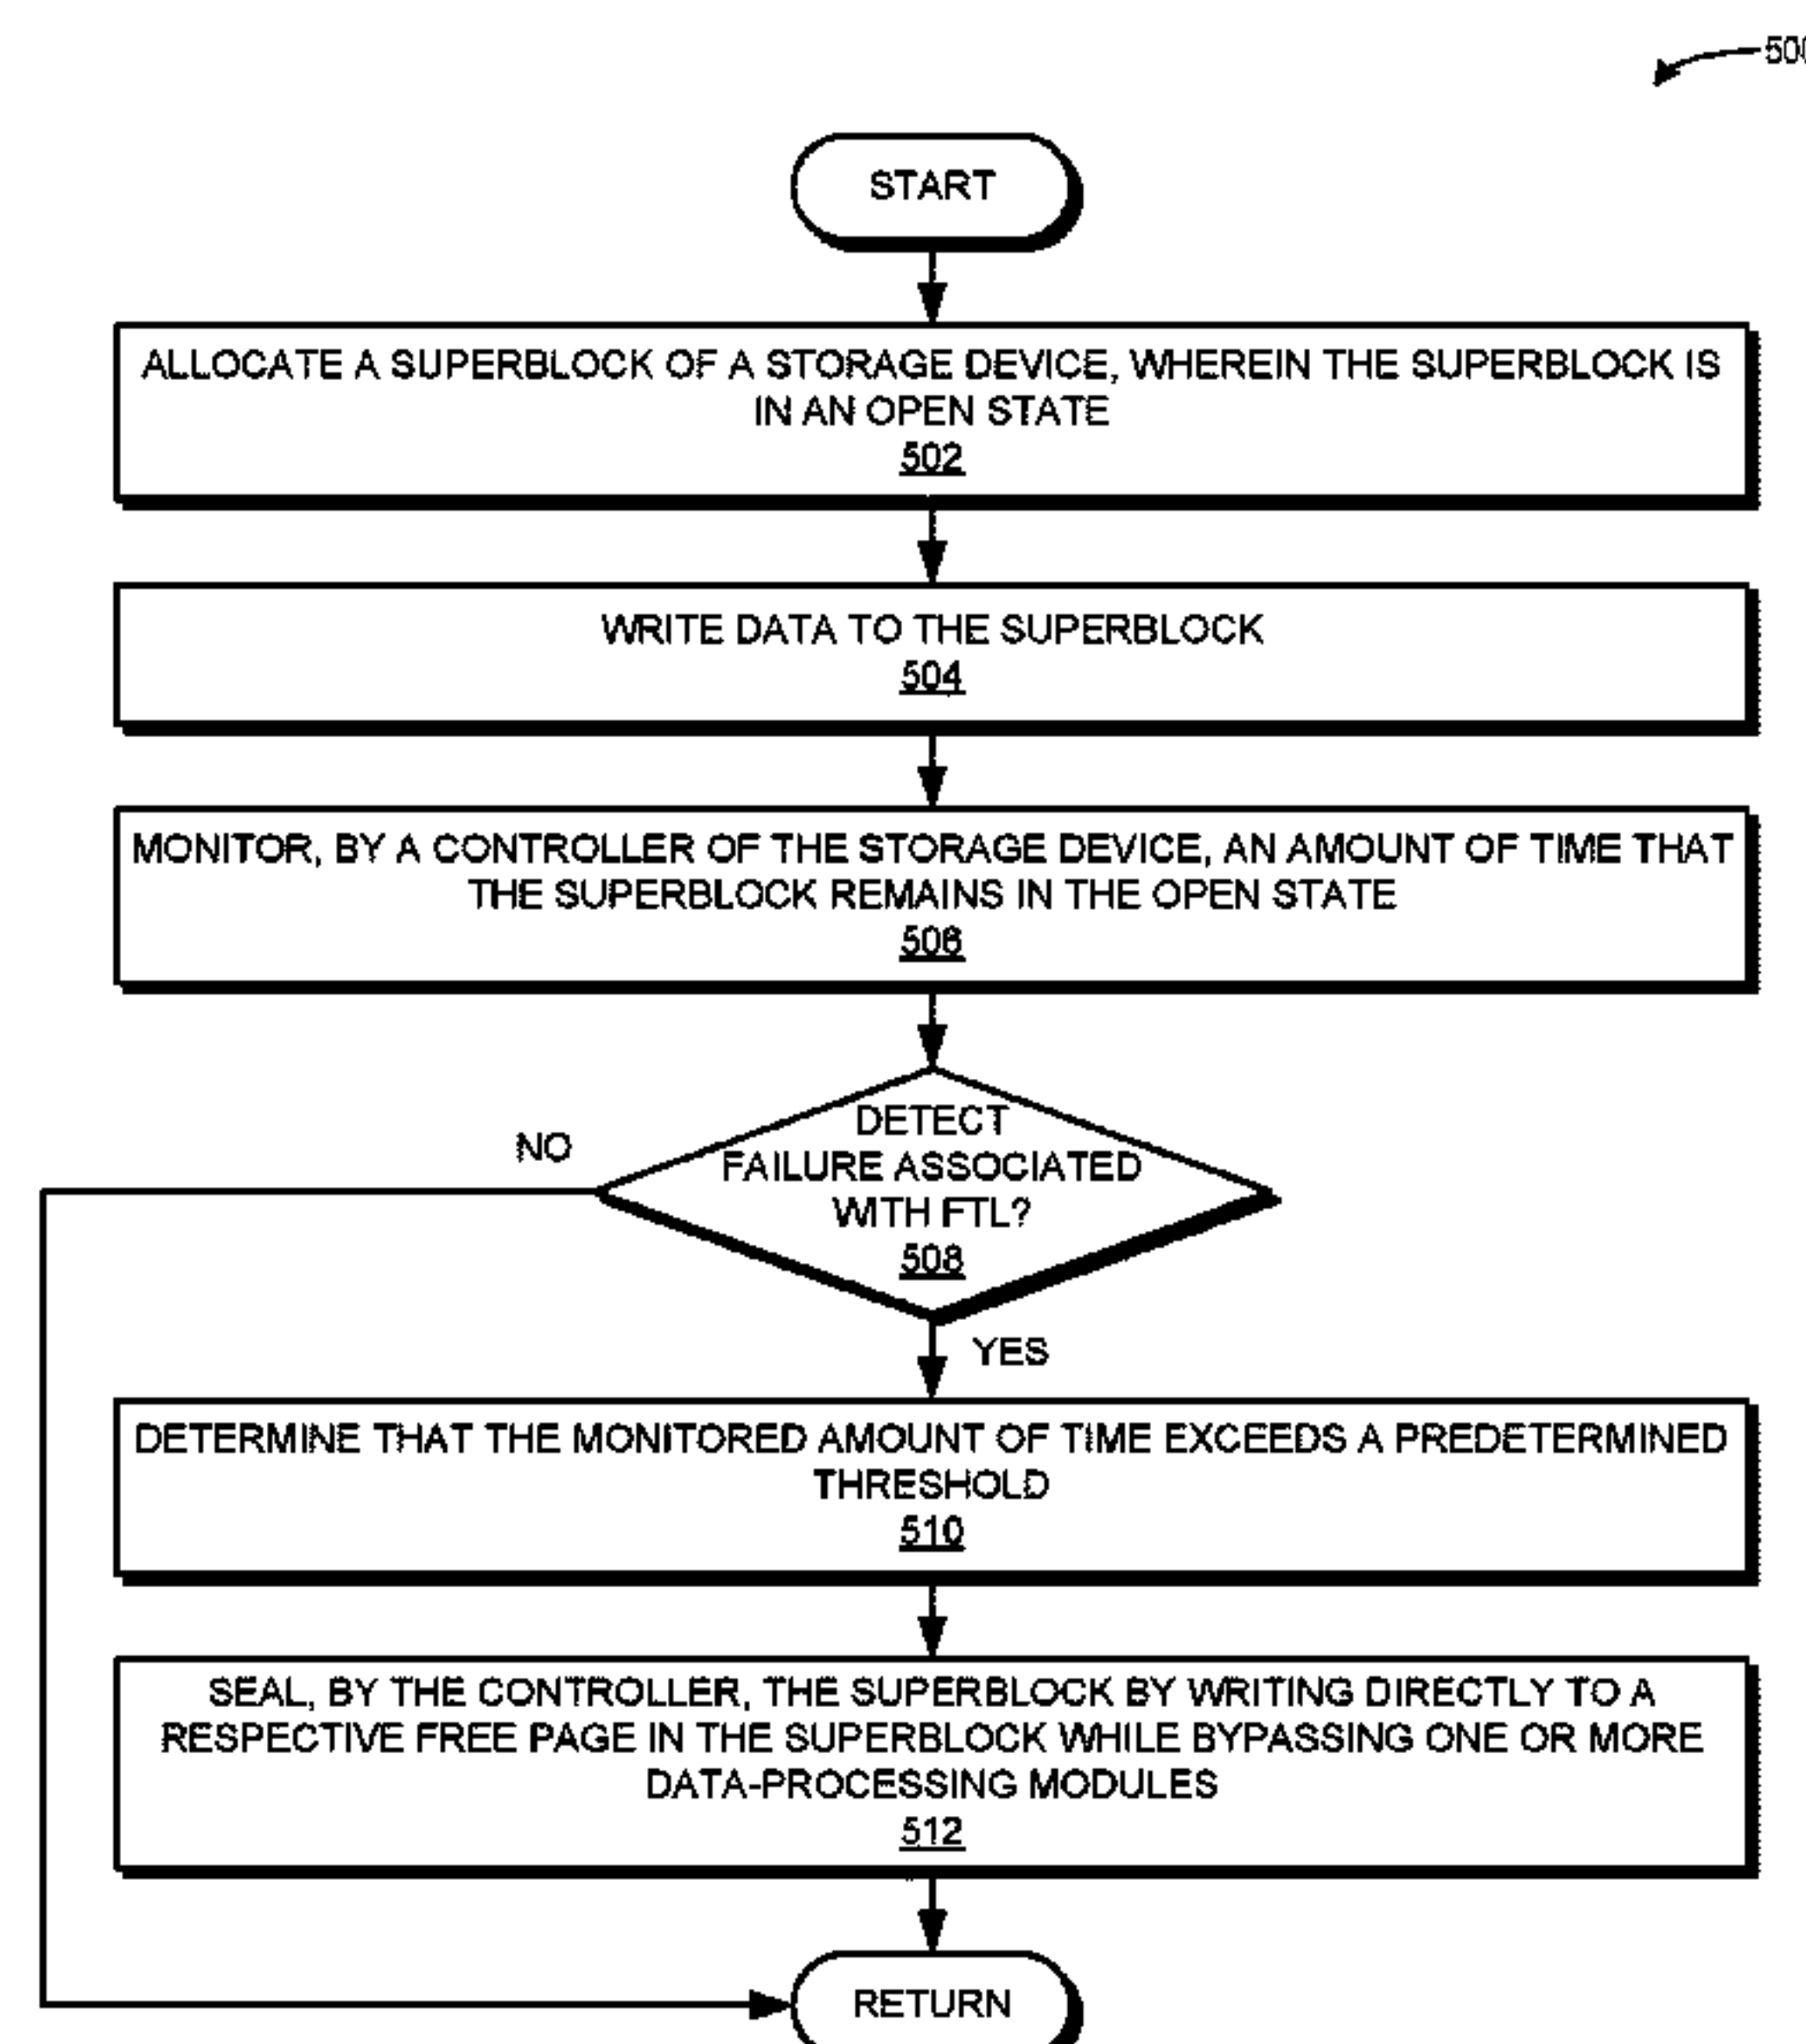 500
START
ALLOCATE A SUPERBLOCK OF A STORAGE DEVICE, WHEREIN THE SUPERBLOCK IS
IN AN OPEN STATE
502
WRITE DATA TO THE SUPERBLOCK
504
MONITOR, BY A CONTROLLER OF THE STORAGE DEVICE, AN AMOUNT OF TIME THAT
THE SUPERBLOCK REMAINS IN THE OPEN STATE
506
NO
DETECT
FAILURE ASSOCIATED
WITH FTL?
508
YES
DETERMINE THAT THE MONITORED AMOUNT OF TIME EXCEEDS A PREDETERMINED
THRESHOLD
510
SEAL, BY THE CONTROLLER, THE SUPERBLOCK BY WRITING DIRECTLY TO A
RESPECTIVE FREE PAGE IN THE SUPERBLOCK WHILE BYPASSING ONE OR MORE
DATA-PROCESSING MODULES
512
RETURN